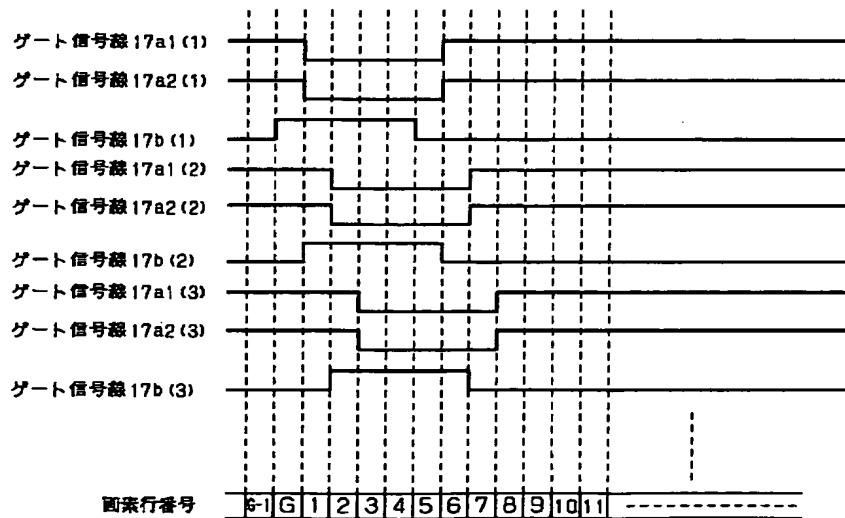 ゲート信号線17a1(1)
ゲート信号線17a2(1)
ゲート信号線17b(1)
ゲート信号線17a1(2)
ゲート信号線17a2(2)
ゲート信号線17b(2)
ゲート信号線17a1(3)
ゲート信号線17a2(3)
ゲート信号線17b(3)
画素行番号 G-1 G 1 2 3 4 5 6 7 8 9 10 11